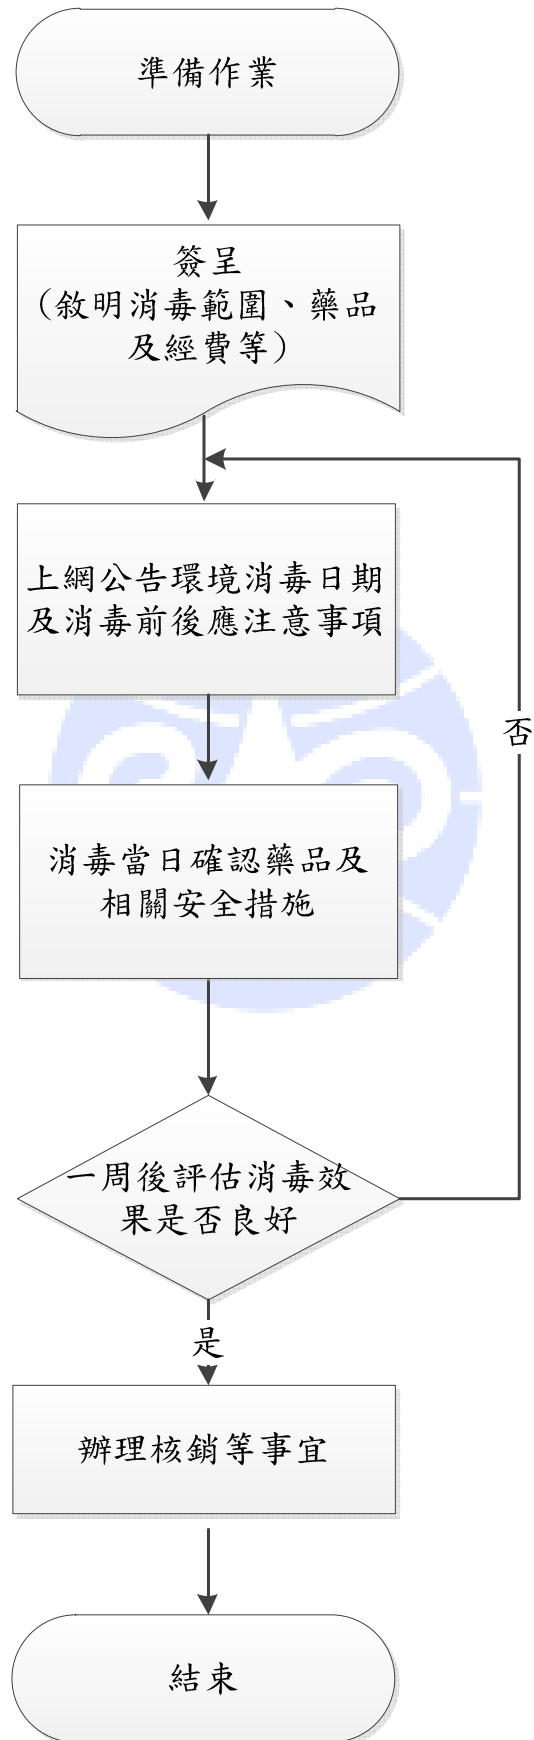 準備作業
簽呈
（敘明消毒範圍、藥品
及經費等）
上網公告環境消毒日期
及消毒前後應注意事項
否
消毒當日確認藥品及
相關安全措施
一周後評估消毒效
果是否良好
是
辦理核銷等事宜
結束